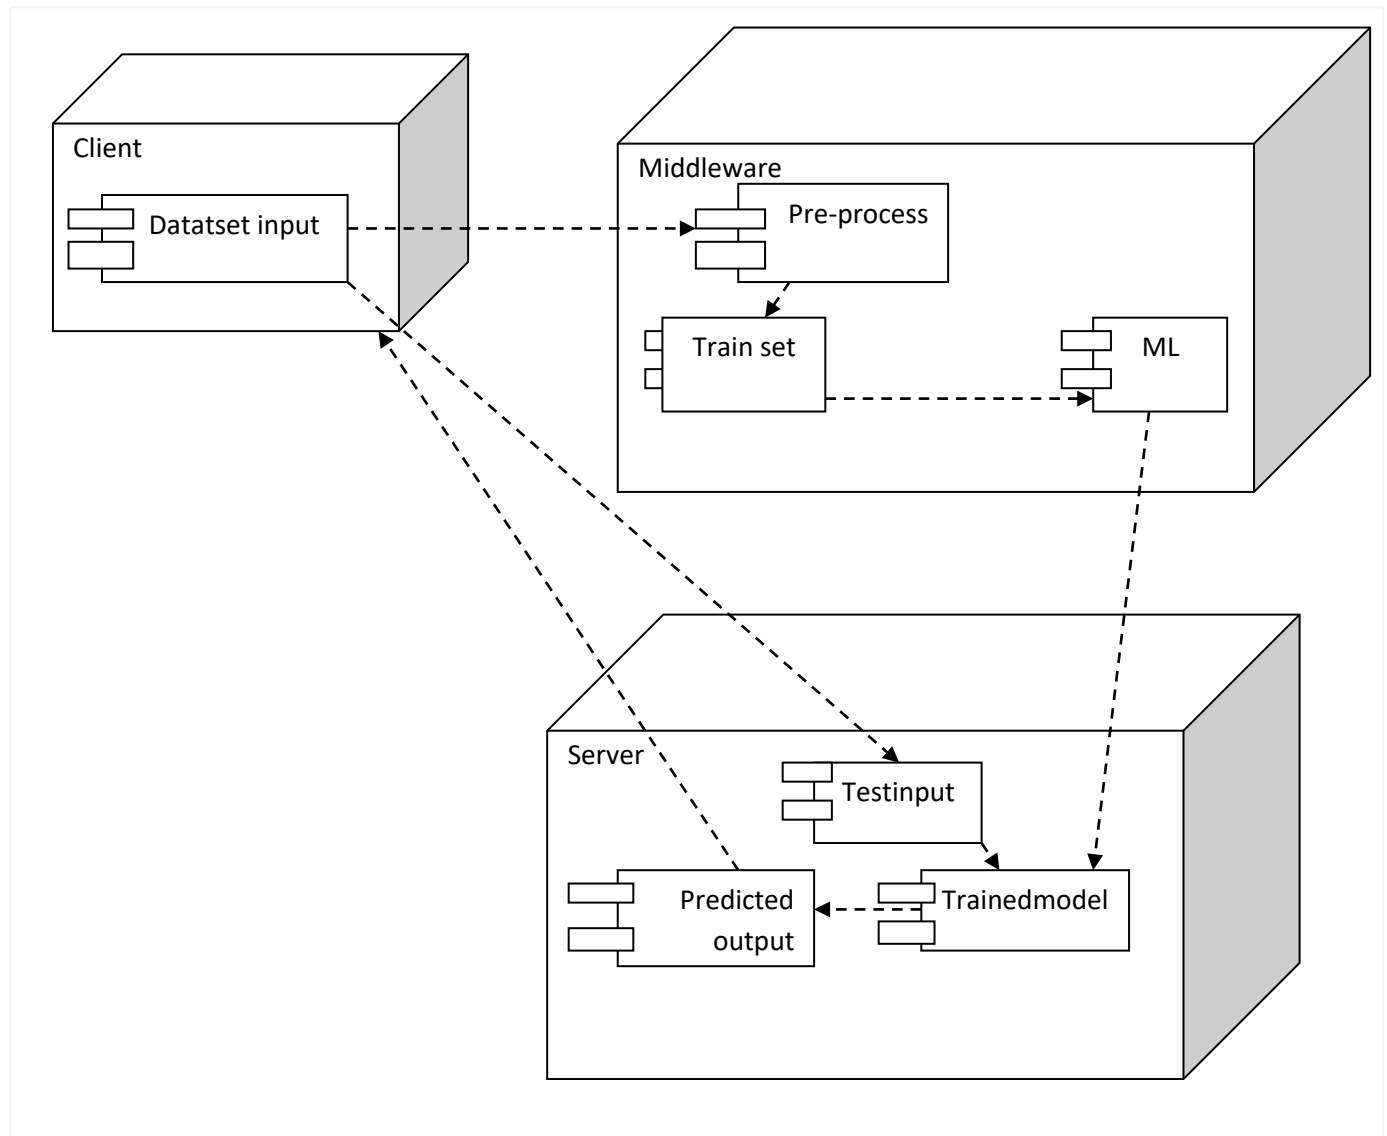 Client
Datatset input
Middleware
Pre-process
Train set
ML
Server
Testinput
Predicted
output
Trainedmodel